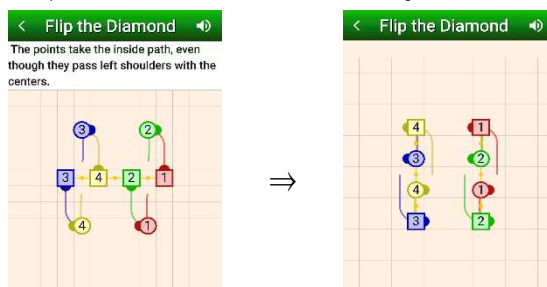 Flip the Diamond
The points take the inside path, even
though they pass left shoulders with the
centers.
3 2
3 4 2 1
4 1
⇒
Flip the Diamond
4 1
3 2
4 1
3 2